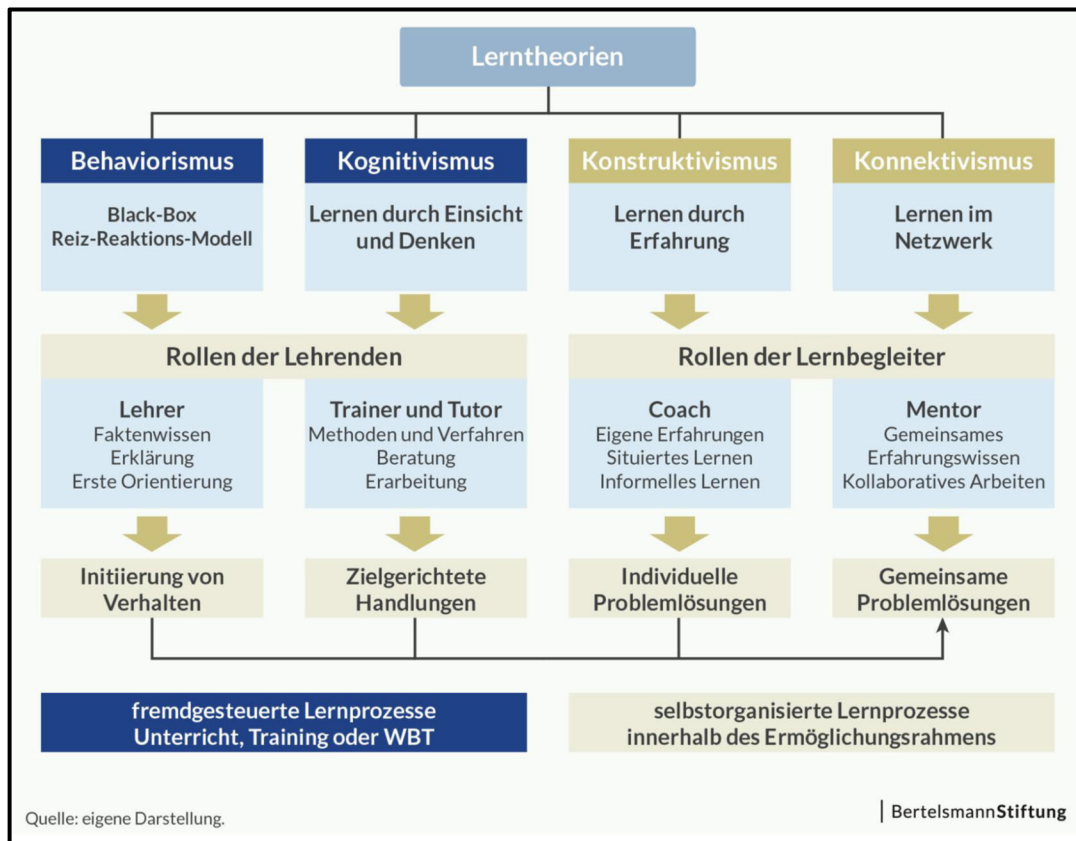 Lerntheorien
Behaviorismus
Black-Box
Reiz-Reaktions-Modell
Kognitivismus
Lernen durch Einsicht
und Denken
Konstruktivismus
Lernen durch
Erfahrung
Konnektivismus
Lernen im
Netzwerk
Rollen der Lehrenden
Rollen der Lernbegleiter
Lehrer
Faktenwissen
Erklärung
Erste Orientierung
Trainer und Tutor
Methoden und Verfahren
Beratung
Erarbeitung
Coach
Eigene Erfahrungen
Situiertes Lernen
Informelles Lernen
Mentor
Gemeinsames
Erfahrungswissen
Kollaboratives Arbeiten
Initiierung von
Verhalten
Zielgerichtete
Handlungen
Individuelle
Problemlösungen
Gemeinsame
Problemlösungen
fremdgesteuerte Lernprozesse
Unterricht, Training oder WBT
selbstorganisierte Lernprozesse
innerhalb des Ermöglichungsrahmens
Quelle: eigene Darstellung.
BertelsmannStiftung